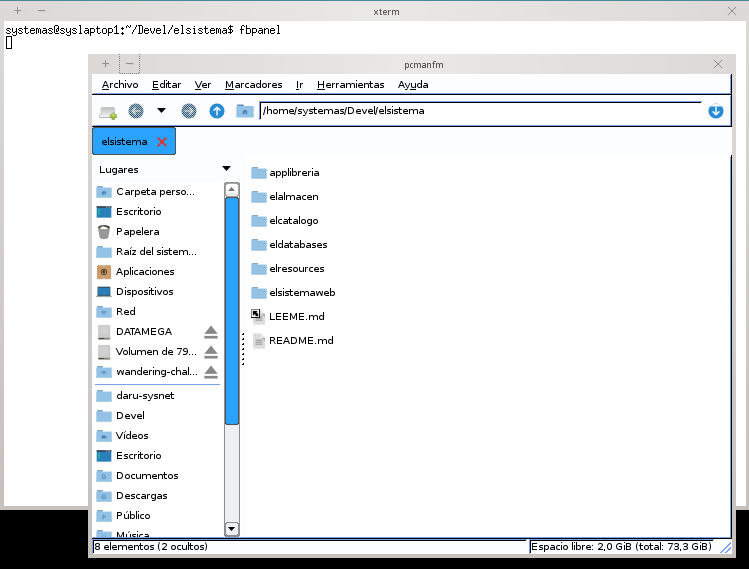 xterm
systemas@syslaptop1:~/Devel/elsistema$ fbpanel
pcmanfm
Archivo Editar Ver Marcadores Ir Herramientas Ayuda
/home/systemas/Devel/elsistema
elsistema
Lugares
Carpeta perso...
Escritorio
Papelera
Raíz del sistem...
Aplicaciones
Dispositivos
Red
DATAMEGA
Volumen de 79...
wandering-chal...
daru-sysnet
Devel
Vídeos
Escritorio
Documentos
Descargas
Público
Música
applibreria
elalmacen
elcatalogo
eldatabases
elresources
elsistemaweb
LEEME.md
README.md
8 elementos (2 ocultos)
Espacio libre: 2,0 GiB (total: 73,3 GiB)